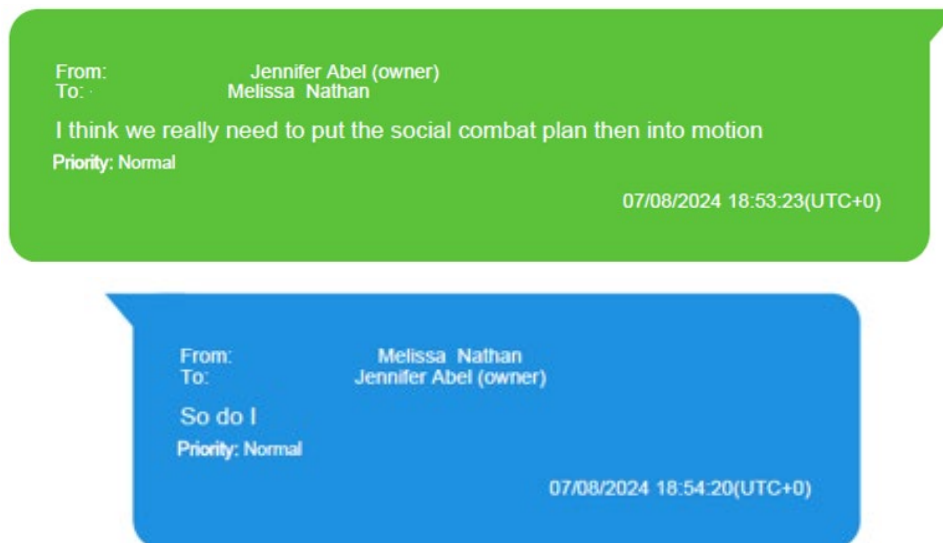 From: Jennifer Abel (owner)
To: Melissa Nathan
I think we really need to put the social combat plan then into motion
Priority: Normal
07/08/2024 18:53:23(UTC+0)
From: Melissa Nathan
To: Jennifer Abel (owner)
So do I
Priority: Normal
07/08/2024 18:54:20(UTC+0)